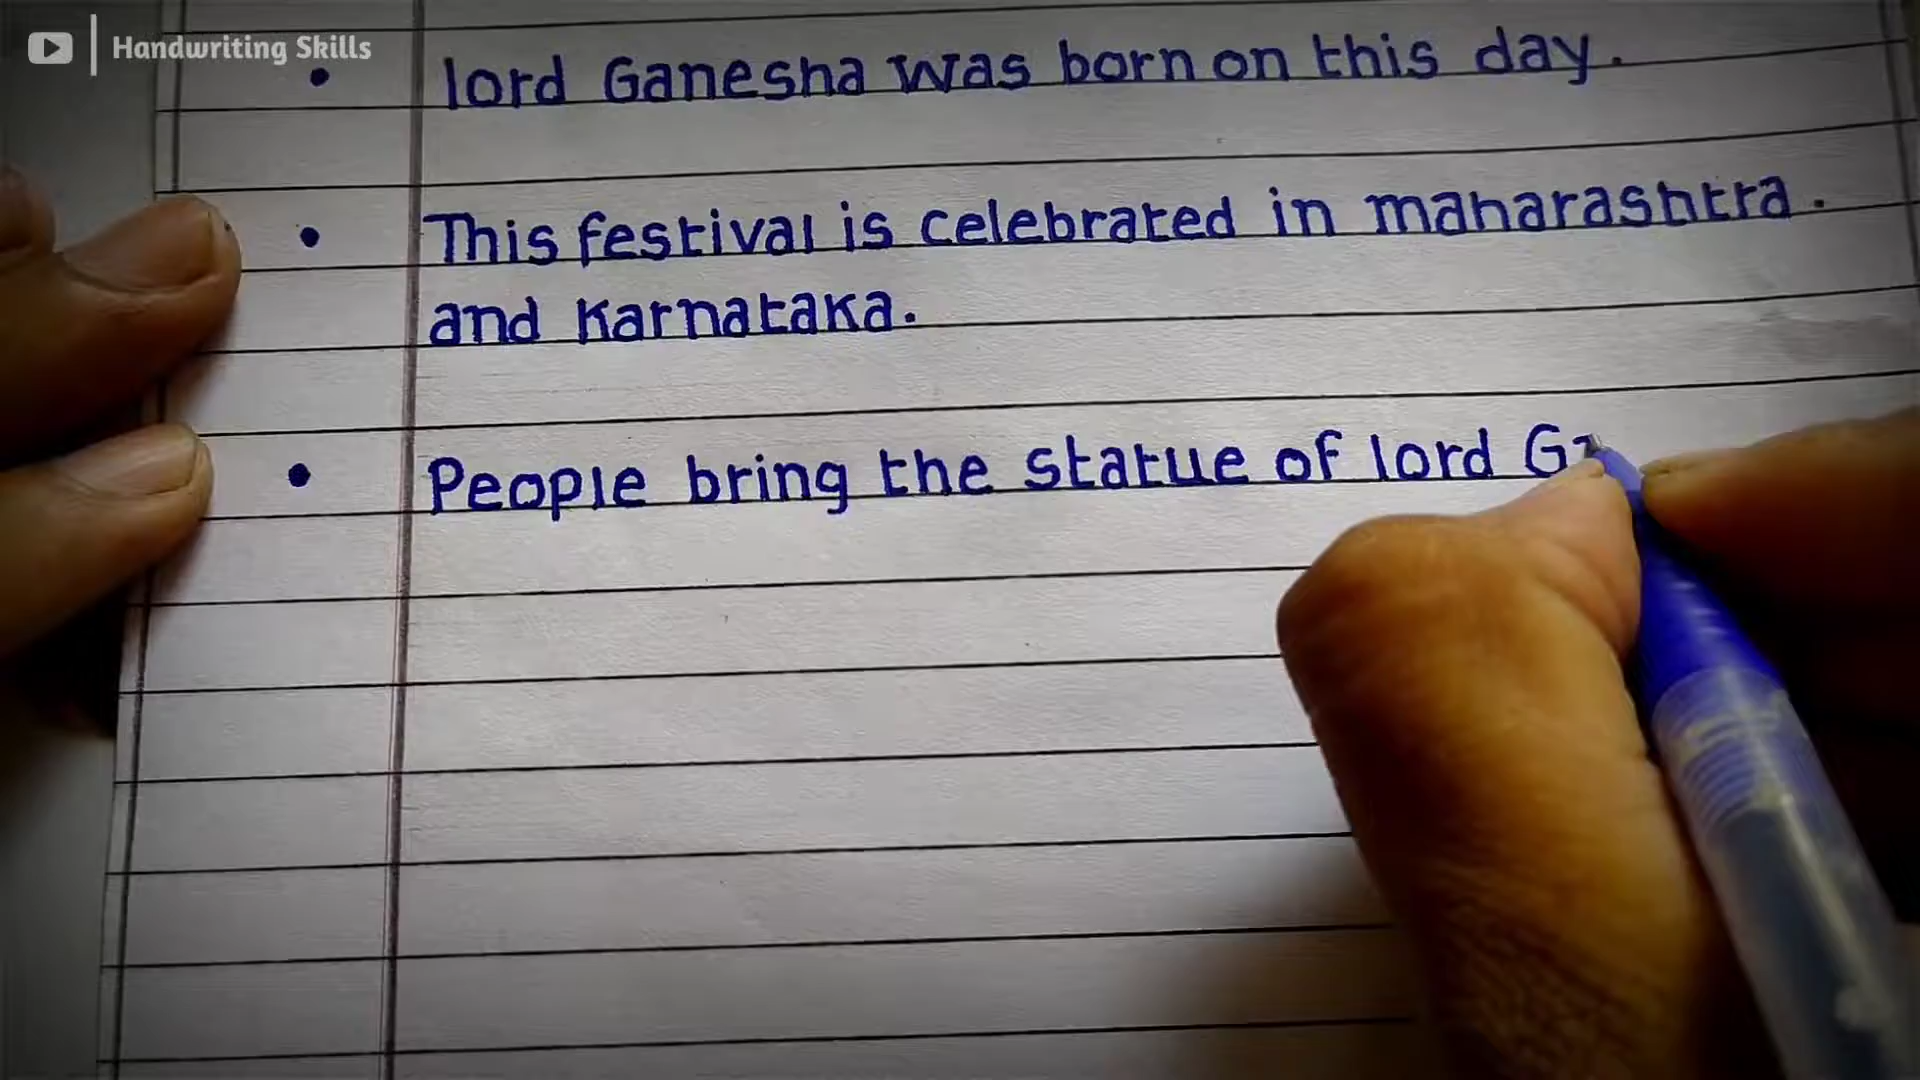 Handwriting Skills
• lord Ganesha was born on this day.
• This festival is celebrated in maharashtra.
and Karnataka.
• People bring the statue of lord